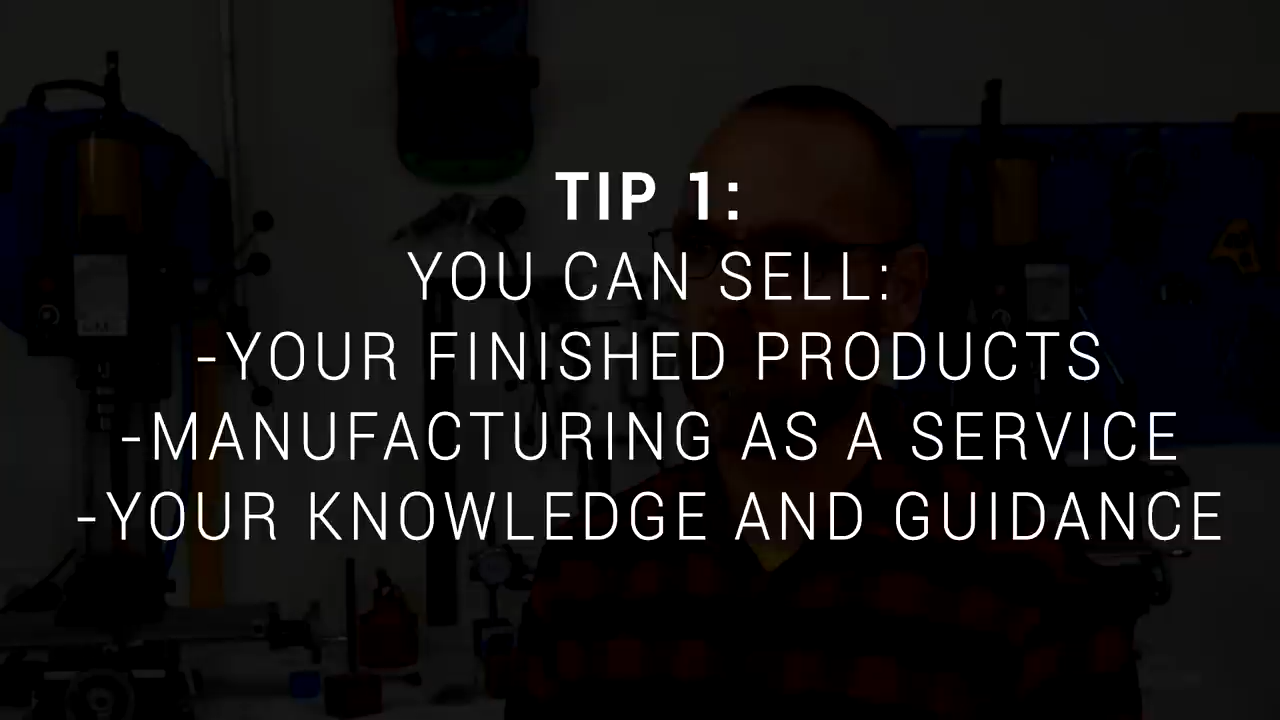 TIP 1:
YOU CAN SELL:
-YOUR FINISHED PRODUCTS
-MANUFACTURING AS A SERVICE
-YOUR KNOWLEDGE AND GUIDANCE